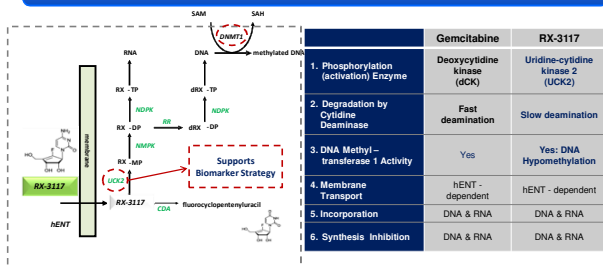 SAM
SAH
DNMT1
RNA
DNA
methylated DNA
RX -TP
dRX -TP
NDPK
NDPK
RX -DP
RR
dRX -DP
NMPK
RX -MP
UCK2
Supports
Biomarker Strategy
membrane
RX-3117
RX-3117
CDA
fluorocyclopentenyluracil
hENT
Gemcitabine
RX-3117
1. Phosphorylation
(activation) Enzyme
Deoxycytidine
kinase
(dCK)
Uridine-cytidine
kinase 2
(UCK2)
2. Degradation by
Cytidine
Deaminase
Fast
deamination
Slow deamination
3. DNA Methyl –
transferase 1 Activity
Yes
Yes: DNA
Hypomethylation
4. Membrane
Transport
hENT -
dependent
hENT - dependent
5. Incorporation
DNA & RNA
DNA & RNA
6. Synthesis Inhibition
DNA & RNA
DNA & RNA